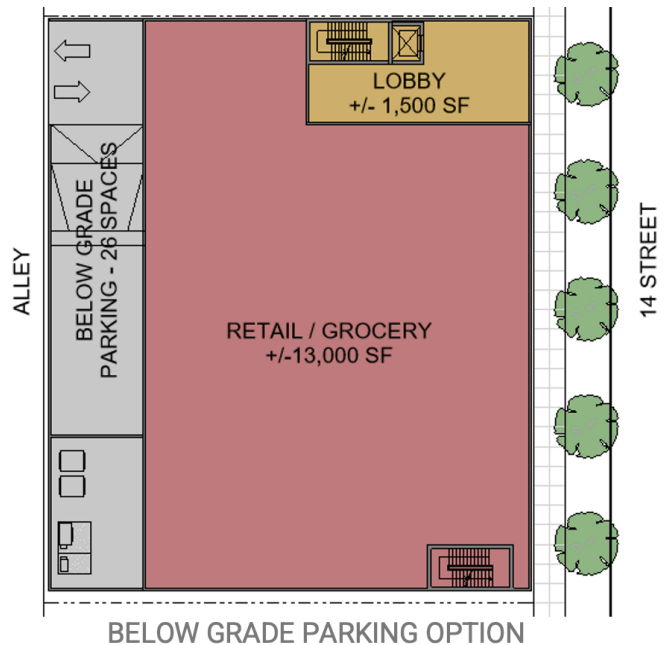 LOBBY
+/- 1,500 SF
BELOW GRADE
PARKING - 26 SPACES
ALLEY
RETAIL / GROCERY
+/-13,000 SF
14 STREET
BELOW GRADE PARKING OPTION